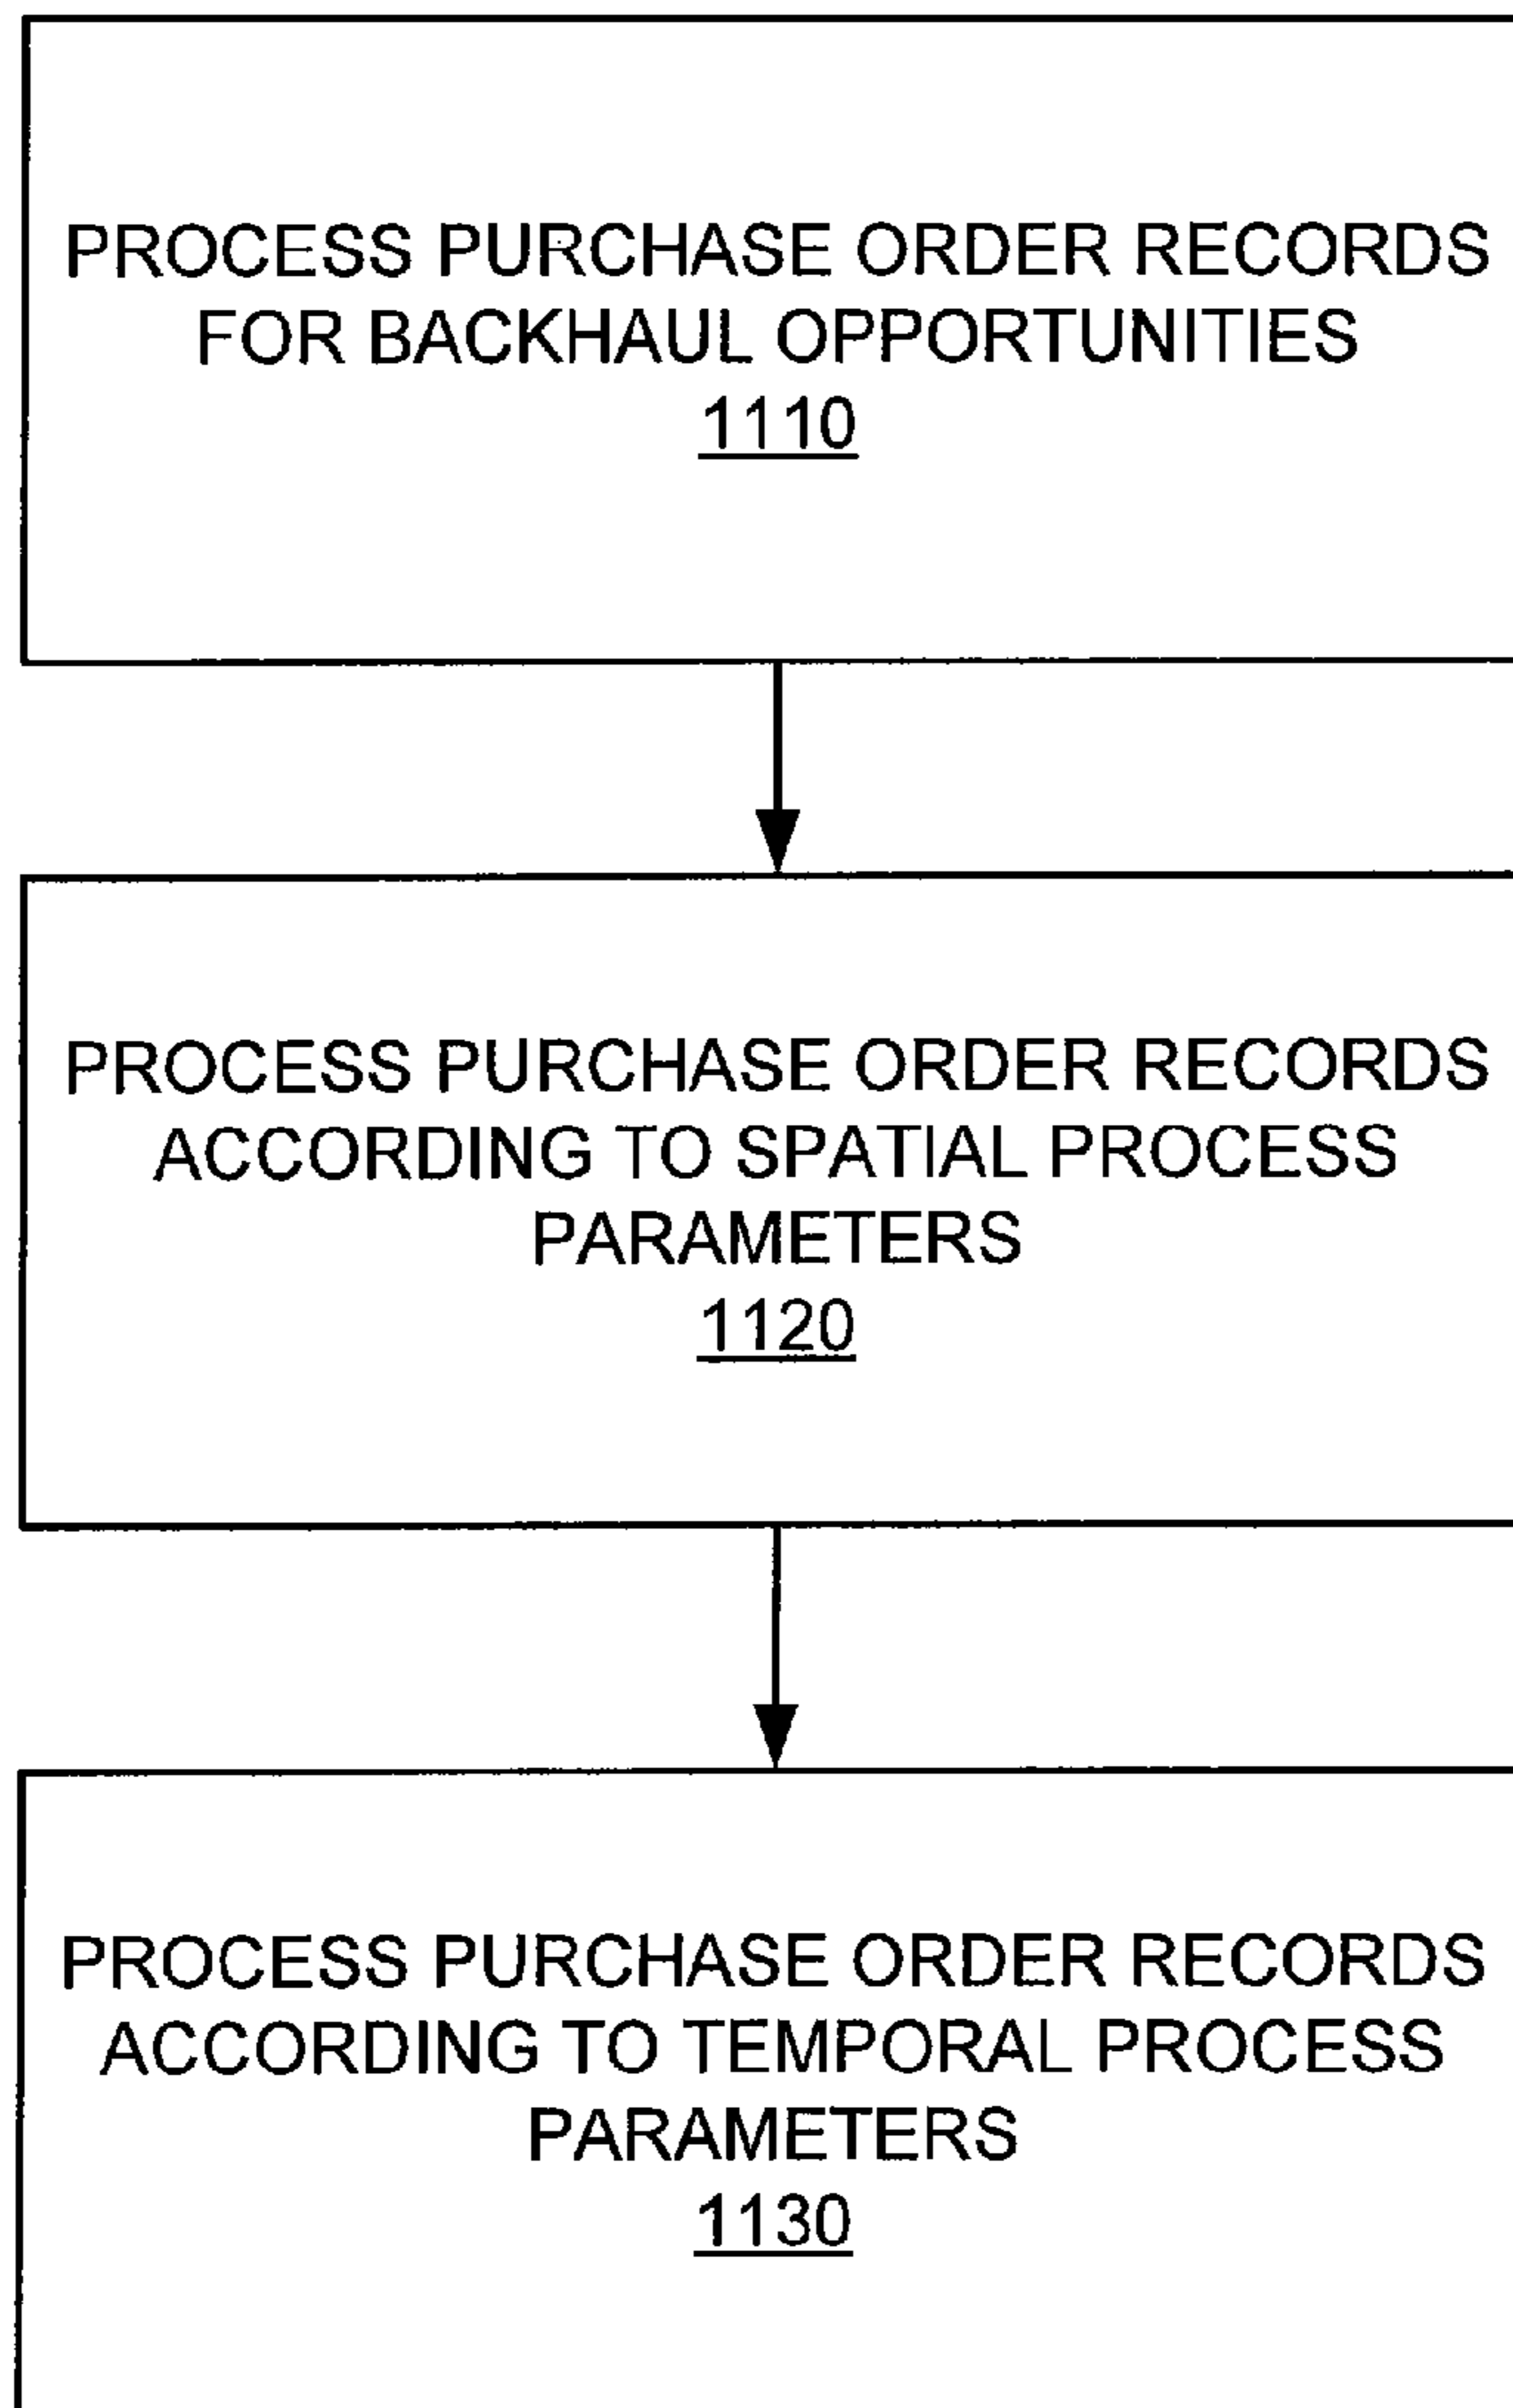 PROCESS PURCHASE ORDER RECORDS
FOR BACKHAUL OPPORTUNITIES
1110
PROCESS PURCHASE ORDER RECORDS
ACCORDING TO SPATIAL PROCESS
PARAMETERS
1120
PROCESS PURCHASE ORDER RECORDS
ACCORDING TO TEMPORAL PROCESS
PARAMETERS
1130